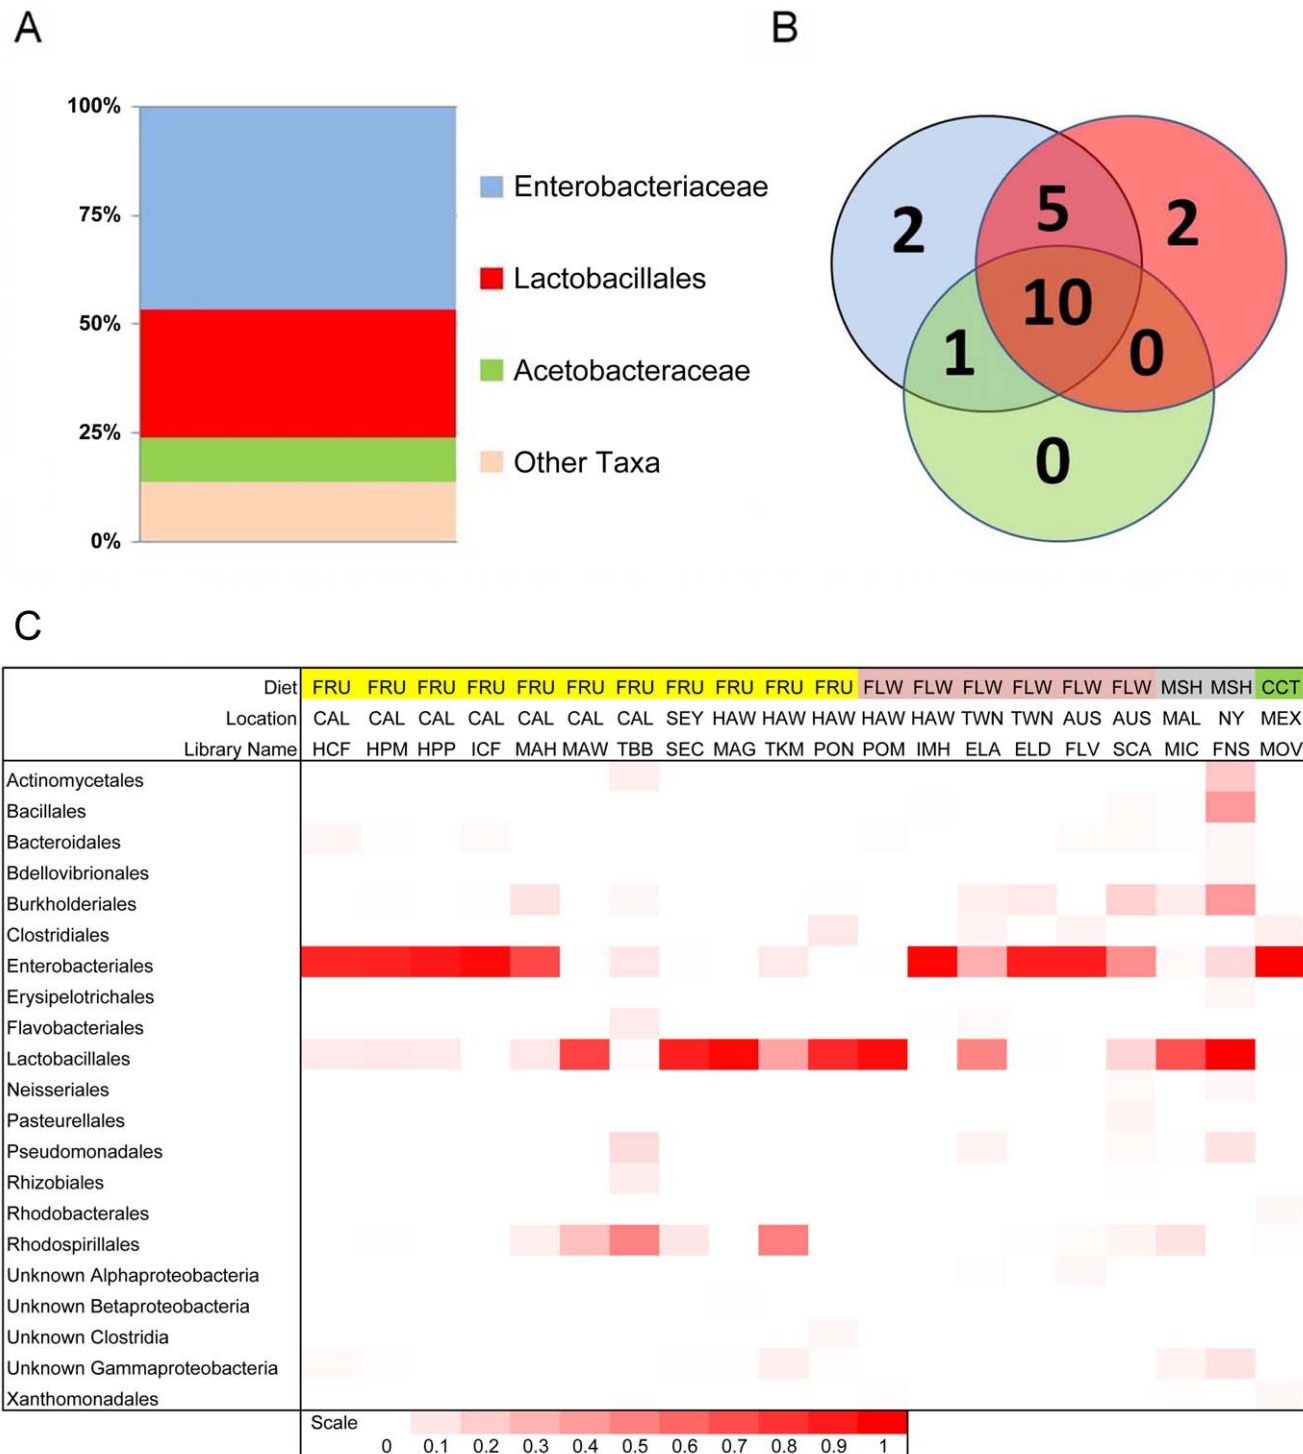 A
B
100%
75%
50%
25%
0%
Enterobacteriaceae
Lactobacillales
Acetobacteraceae
Other Taxa
2
5
2
10
1
0
0
C
Diet FRU FRU FRU FRU FRU FRU FRU FRU FRU FRU FRU FLW FLW FLW FLW FLW FLW MSH MSH CCT
Location CAL CAL CAL CAL CAL CAL CAL SEY HAW HAW HAW HAW HAW TWN TWN AUS AUS MAL NY MEX
Library Name HCF HPM HPP ICF MAH MAW TBB SEC MAG TKM PON POM IMH ELA ELD FLV SCA MIC FNS MOV
Actinomycetales
Bacillales
Bacteroidales
Bdellovibrionales
Burkholderiales
Clostridiales
Enterobacteriales
Erysipelotrichales
Flavobacteriales
Lactobacillales
Neisseriales
Pasteurellales
Pseudomonadales
Rhizobiales
Rhodobacterales
Rhodospirillales
Unknown Alphaproteobacteria
Unknown Betaproteobacteria
Unknown Clostridia
Unknown Gammaproteobacteria
Xanthomonadales
Scale
0 0.1 0.2 0.3 0.4 0.5 0.6 0.7 0.8 0.9 1